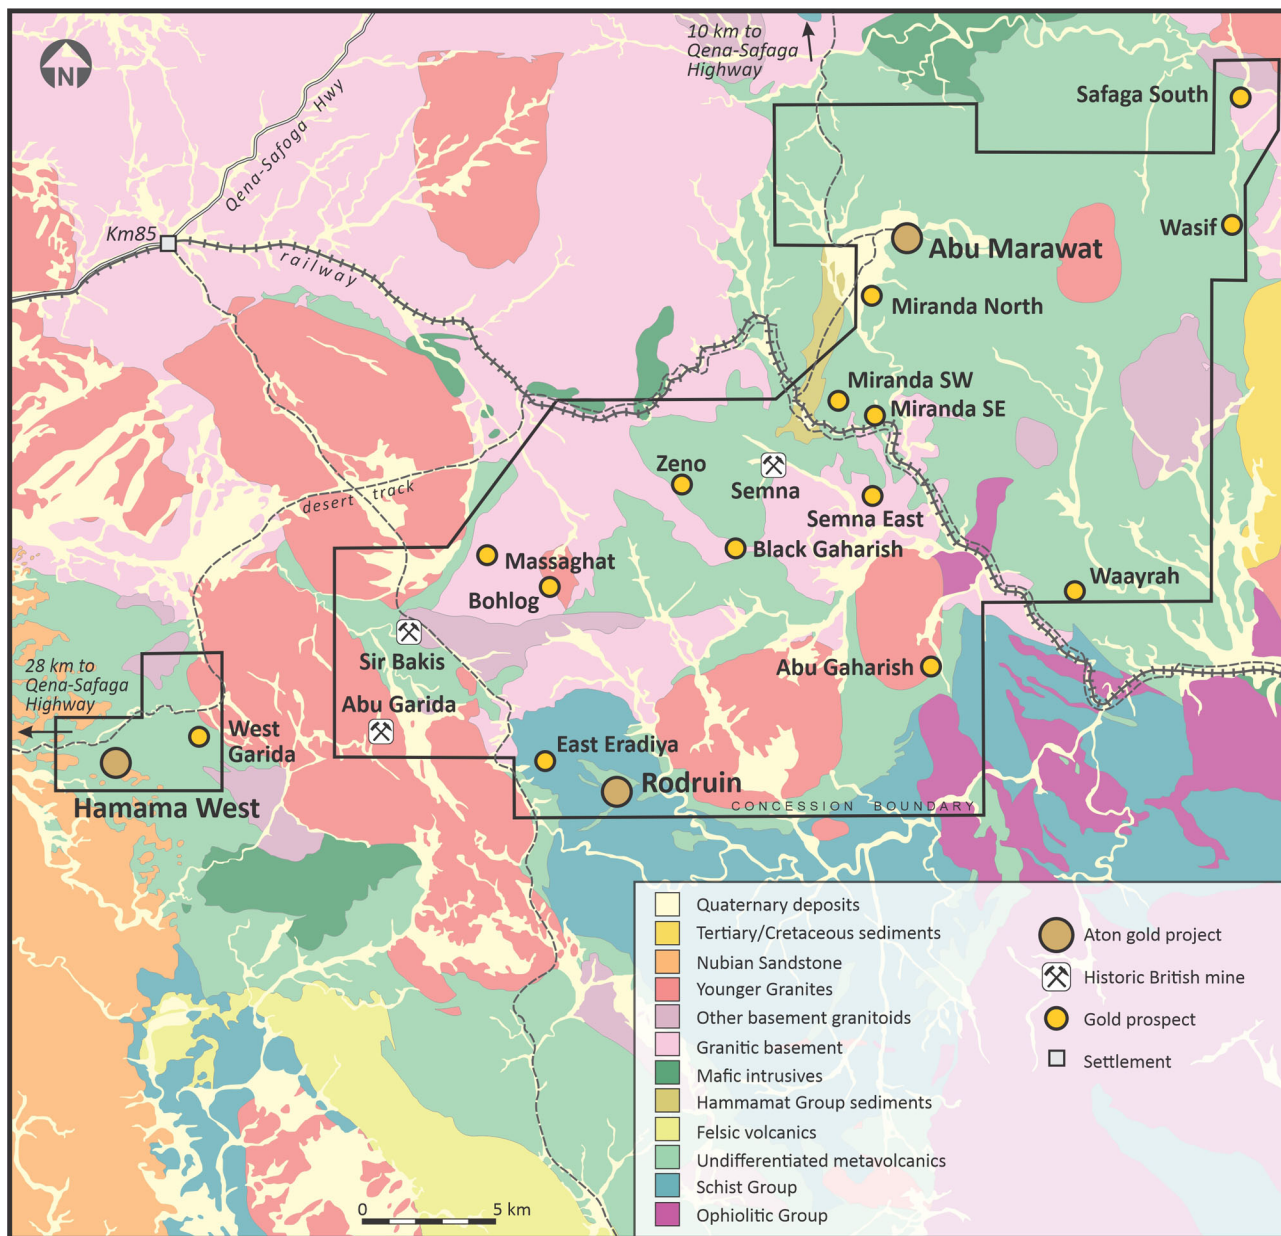 10 km to
Qena-Safaga
Highway
N
Safaga South
Qena-Safoga Hwy
Km85
Wasif
railway
Abu Marawat
Miranda North
Miranda SW
Miranda SE
Zeno
Semna
desert track
Semna East
Massaghat
Black Gaharish
Bohlog
Waayrah
Sir Bakis
28 km to
Qena-Safaga
Highway
Abu Gaharish
Abu Garida
West
Garida
East Eradiya
Rodruin
Hamama West
CONCESSION BOUNDARY
Quaternary deposits
Tertiary/Cretaceous sediments
Nubian Sandstone
Younger Granites
Other basement granitoids
Granitic basement
Mafic intrusives
Hammamat Group sediments
Felsic volcanics
Undifferentiated metavolcanics
Schist Group
Ophiolitic Group
Aton gold project
Historic British mine
Gold prospect
Settlement
0 5 km